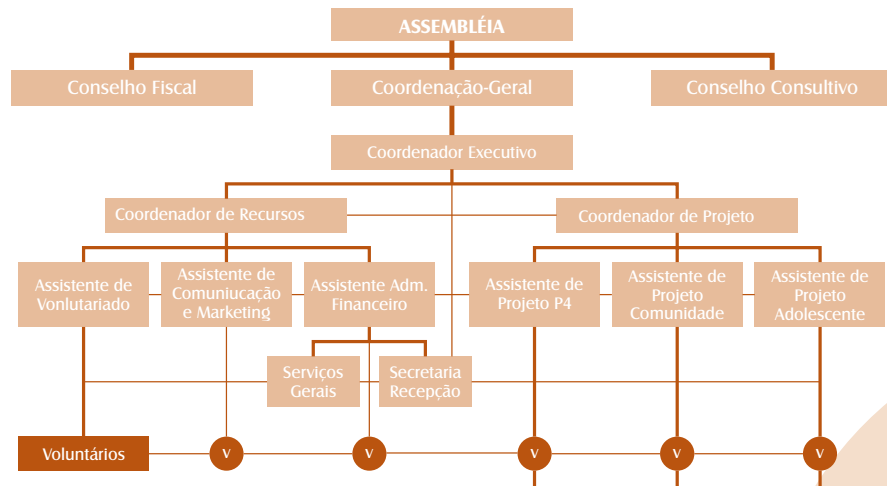 ASSEMBLÉIA
Conselho Fiscal
Coordenação-Geral
Conselho Consultivo
Coordenador Executivo
Coordenador de Recursos
Coordenador de Projeto
Assistente de
Vonlutariado
Assistente de
Comuniucação
e Marketing
Assistente Adm.
Financeiro
Assistente de
Projeto P4
Assistente de
Projeto
Comunidade
Assistente de
Projeto
Adolescente
Serviços
Gerais
Secretaria
Recepção
Voluntários
V
V
V
V
V